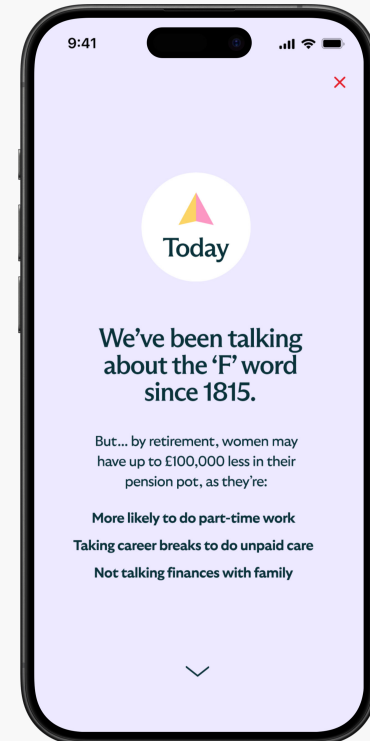 9:41
Today
We’ve been talking
about the ‘F’ word
since 1815.
But... by retirement, women may
have up to £100,000 less in their
pension pot, as they’re:
More likely to do part-time work
Taking career breaks to do unpaid care
Not talking finances with family